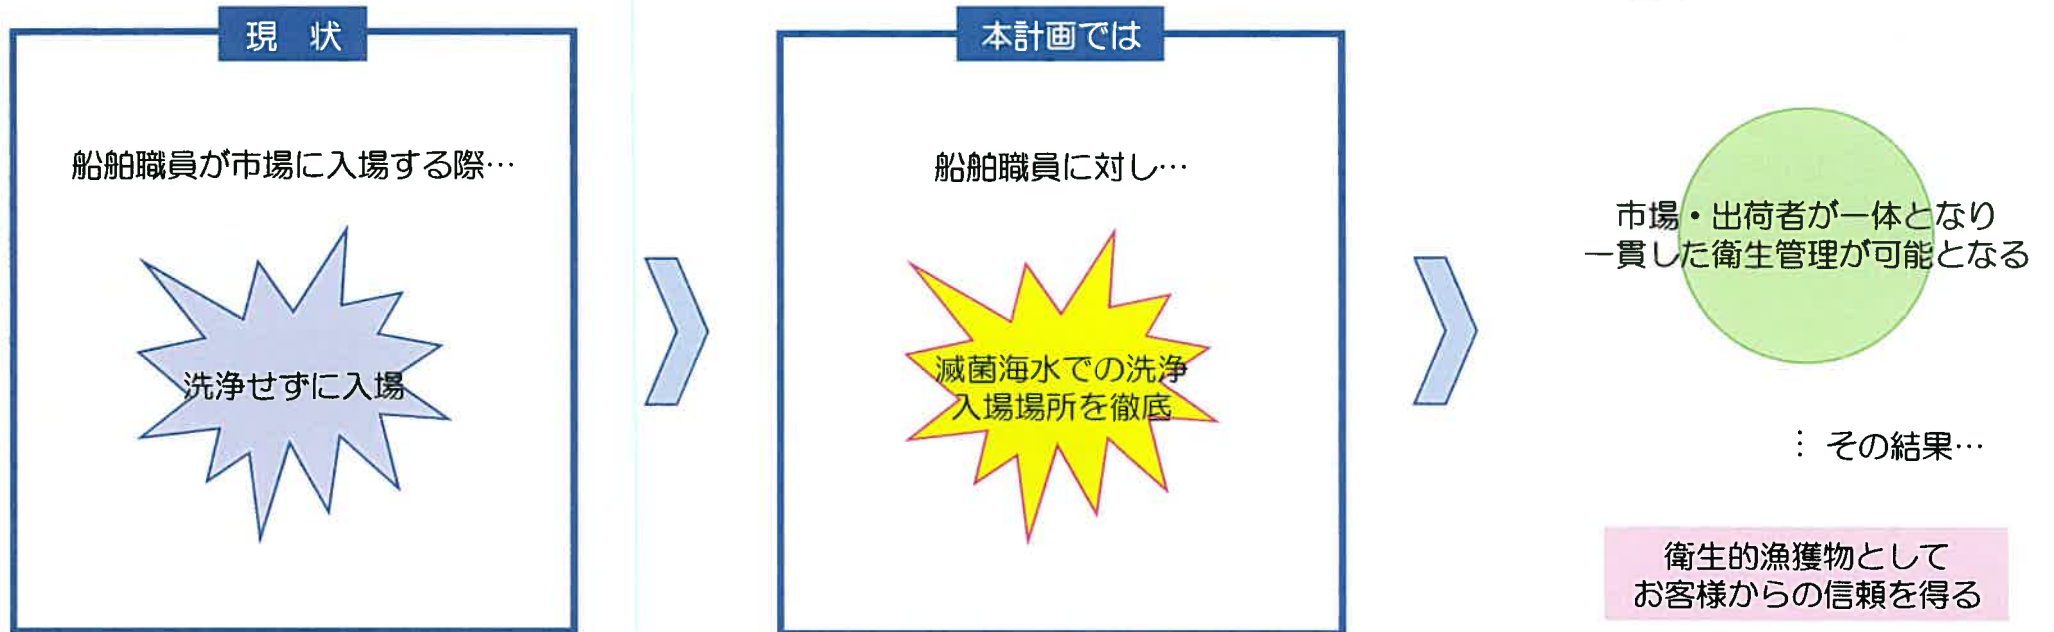 現　状
船舶職員が市場に入場する際…
洗浄せずに入場
本計画では
船舶職員に対し…
滅菌海水での洗浄
入場場所を徹底
市場・出荷者が一体となり
一貫した衛生管理が可能となる
⋮ その結果…
衛生的漁獲物として
お客様からの信頼を得る